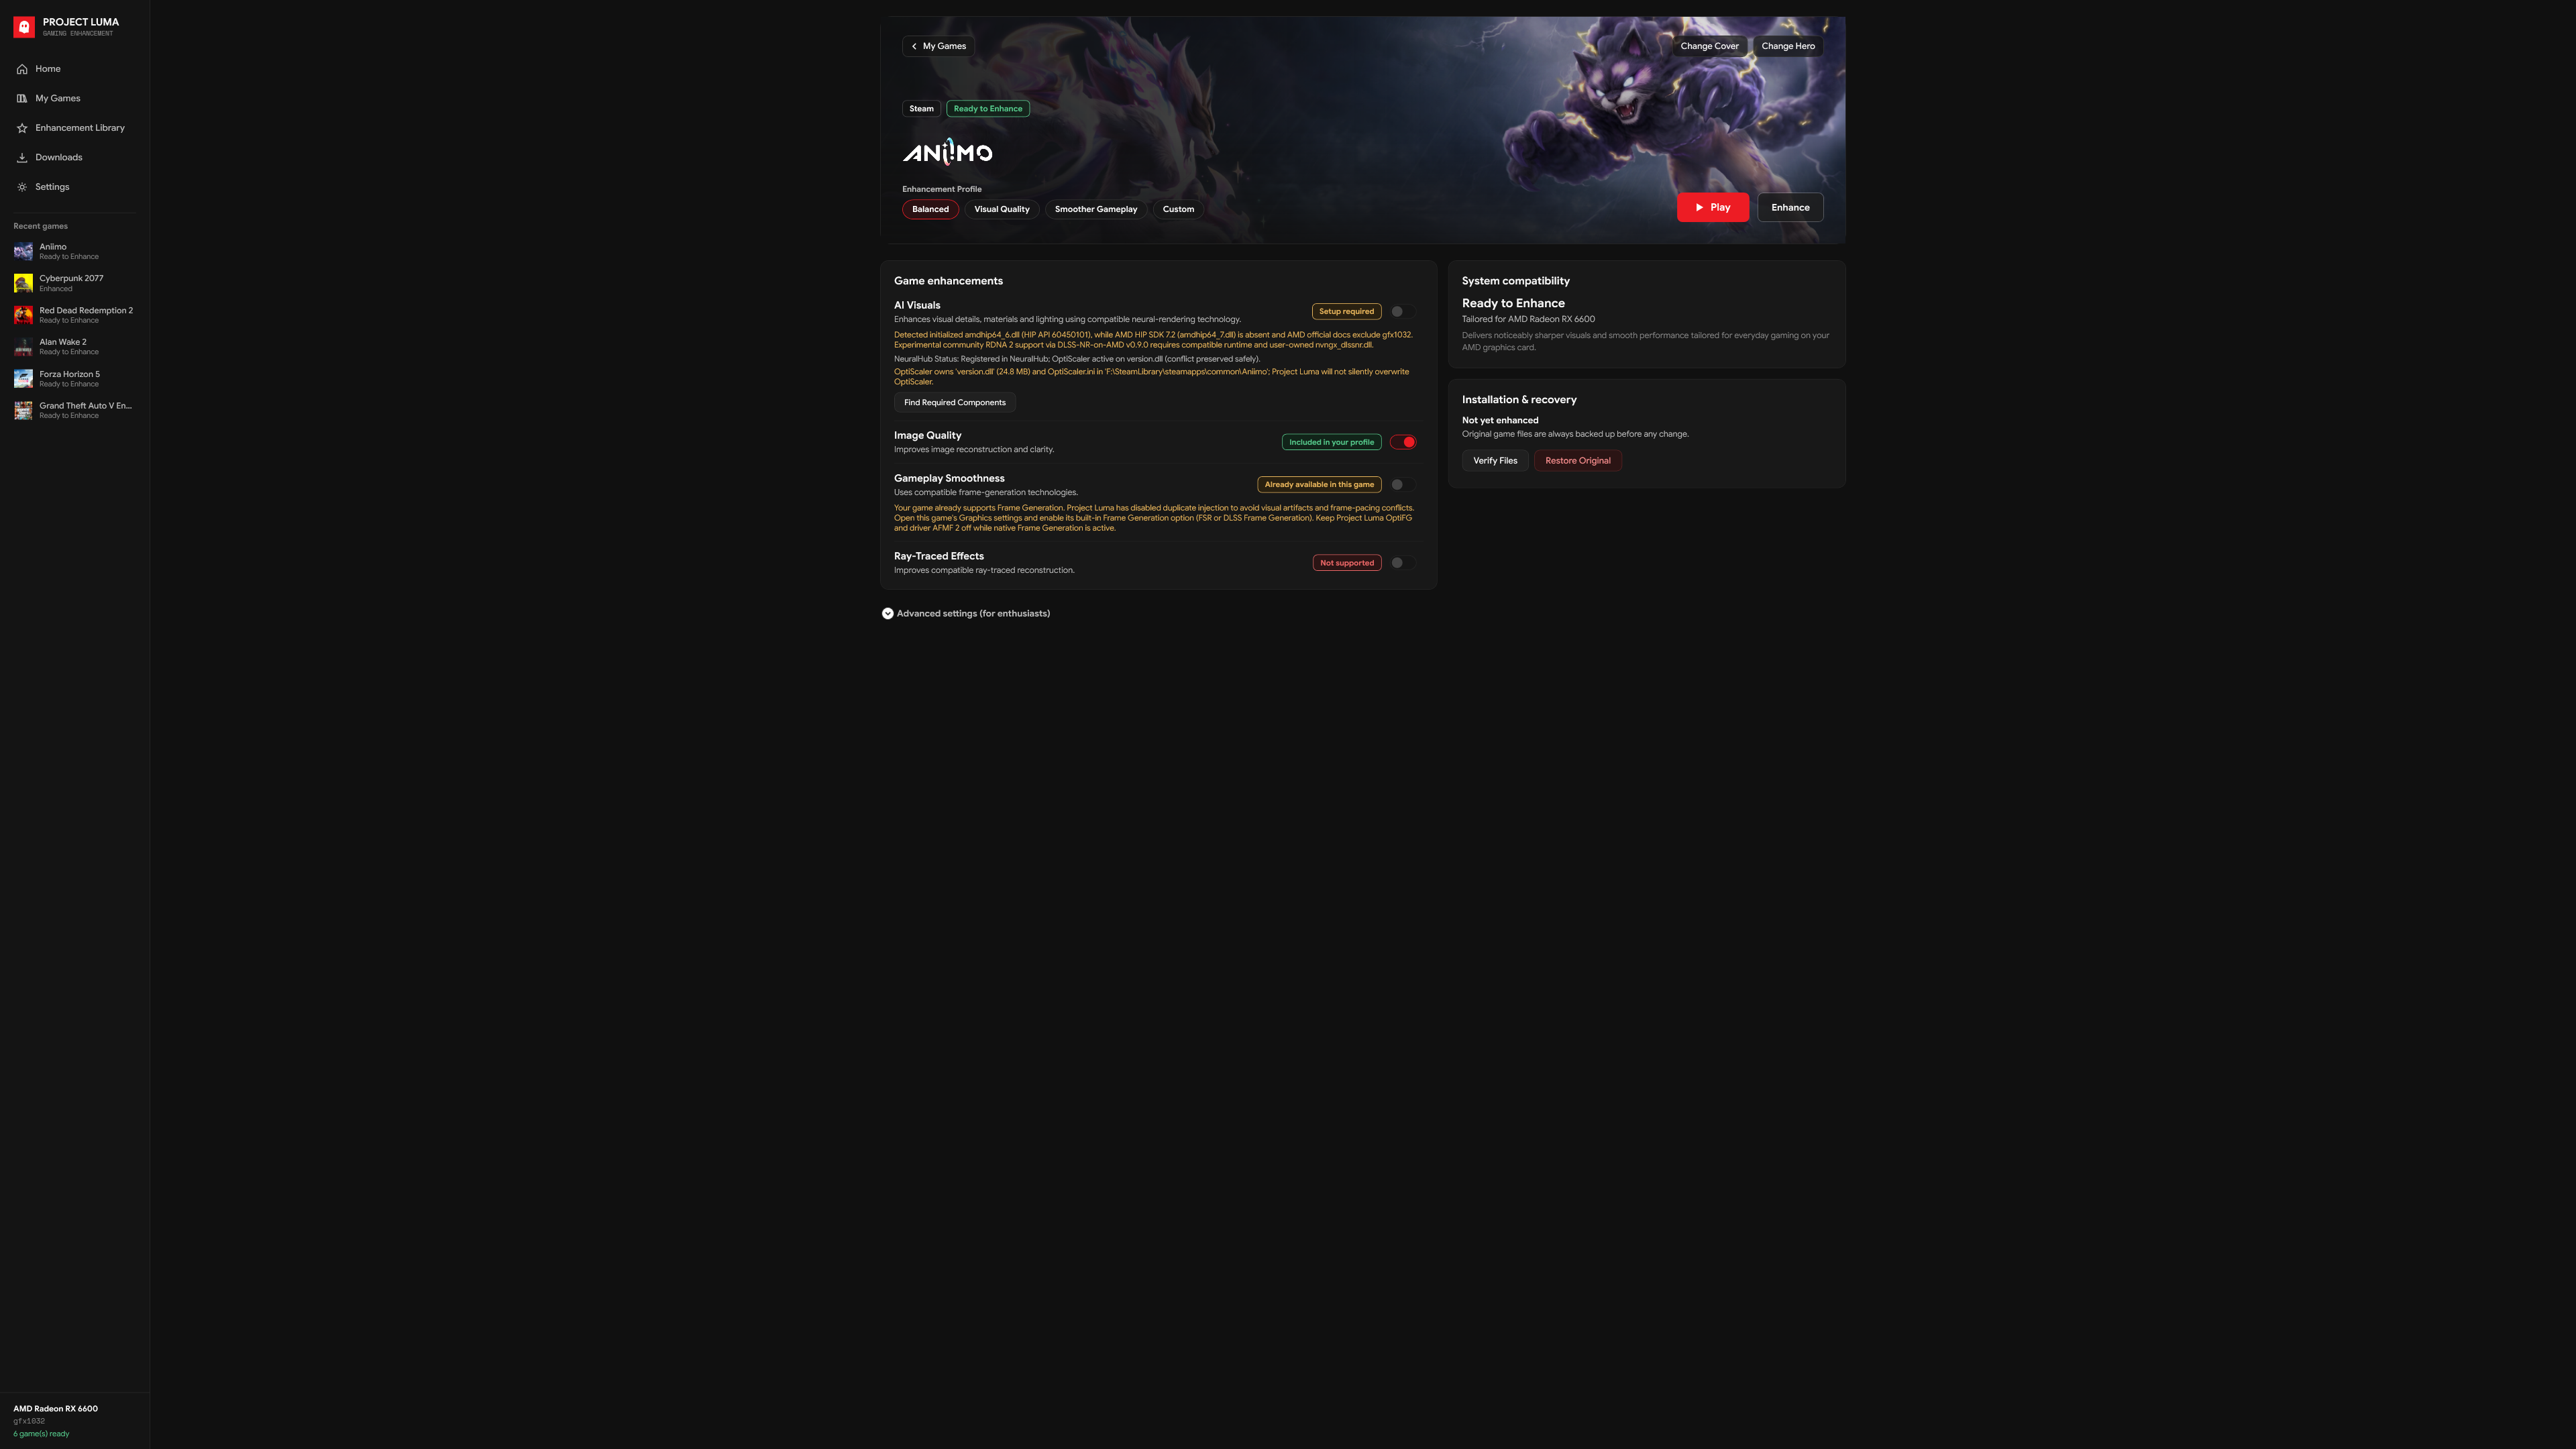 PROJECT LUMA
GAMING ENHANCEMENT
Home
My Games
Enhancement Library
Downloads
Settings
Recent games
Aniimo
Ready to Enhance
Cyberpunk 2077
Enhanced
Red Dead Redemption 2
Ready to Enhance
Alan Wake 2
Ready to Enhance
Forza Horizon 5
Ready to Enhance
Grand Theft Auto V En...
Ready to Enhance
AMD Radeon RX 6600
gfx1032
6 game(s) ready
My Games
Change Cover
Change Hero
Steam
Ready to Enhance
ANIIMO
Enhancement Profile
Balanced
Visual Quality
Smoother Gameplay
Custom
Play
Enhance
Game enhancements
AI Visuals
Enhances visual details, materials and lighting using compatible neural-rendering technology.
Setup required
Detected initialized amdhip64_6.dll (HIP API 60450101), while AMD HIP SDK 7.2 (amdhip64_7.dll) is absent and AMD official docs exclude gfx1032.
Experimental community RDNA 2 support via DLSS-NR-on-AMD v0.9.0 requires compatible runtime and user-owned nvngx_dlssnr.dll.
NeuralHub Status: Registered in NeuralHub; OptiScaler active on version.dll (conflict preserved safely).
OptiScaler owns 'version.dll' (24.8 MB) and OptiScaler.ini in 'F:\SteamLibrary\steamapps\common\Aniimo'; Project Luma will not silently overwrite
OptiScaler.
Find Required Components
Image Quality
Improves image reconstruction and clarity.
Included in your profile
Gameplay Smoothness
Uses compatible frame-generation technologies.
Already available in this game
Your game already supports Frame Generation. Project Luma has disabled duplicate injection to avoid visual artifacts and frame-pacing conflicts.
Open this game's Graphics settings and enable its built-in Frame Generation option (FSR or DLSS Frame Generation). Keep Project Luma OptiFG
and driver AFMF 2 off while native Frame Generation is active.
Ray-Traced Effects
Improves compatible ray-traced reconstruction.
Not supported
Advanced settings (for enthusiasts)
System compatibility
Ready to Enhance
Tailored for AMD Radeon RX 6600
Delivers noticeably sharper visuals and smooth performance tailored for everyday gaming on your
AMD graphics card.
Installation & recovery
Not yet enhanced
Original game files are always backed up before any change.
Verify Files
Restore Original